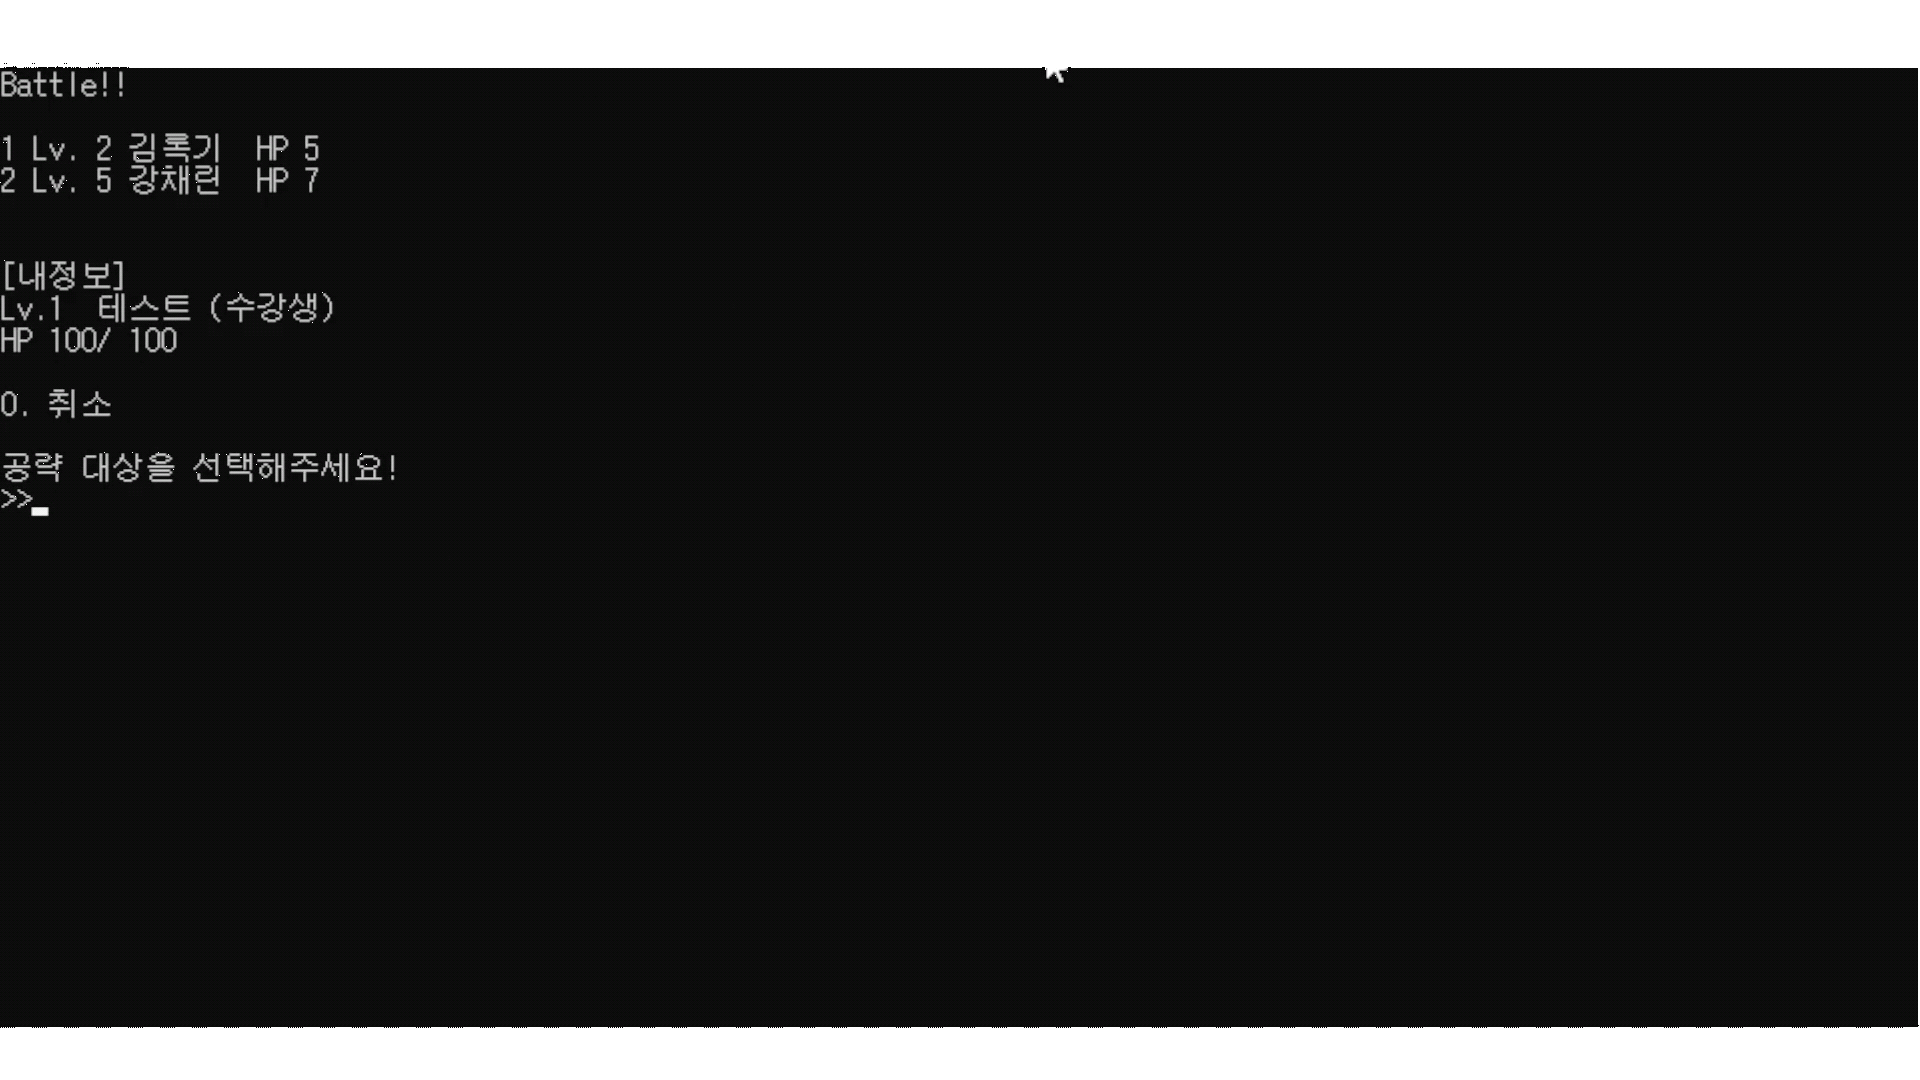 Battle!!
1 Lv. 2 김록기  HP 5
2 Lv. 5 강채린  HP 7
[내정보]
Lv.1  테스트 (수강생)
HP 100/ 100
0. 취소
공략 대상을 선택해주세요!
>>